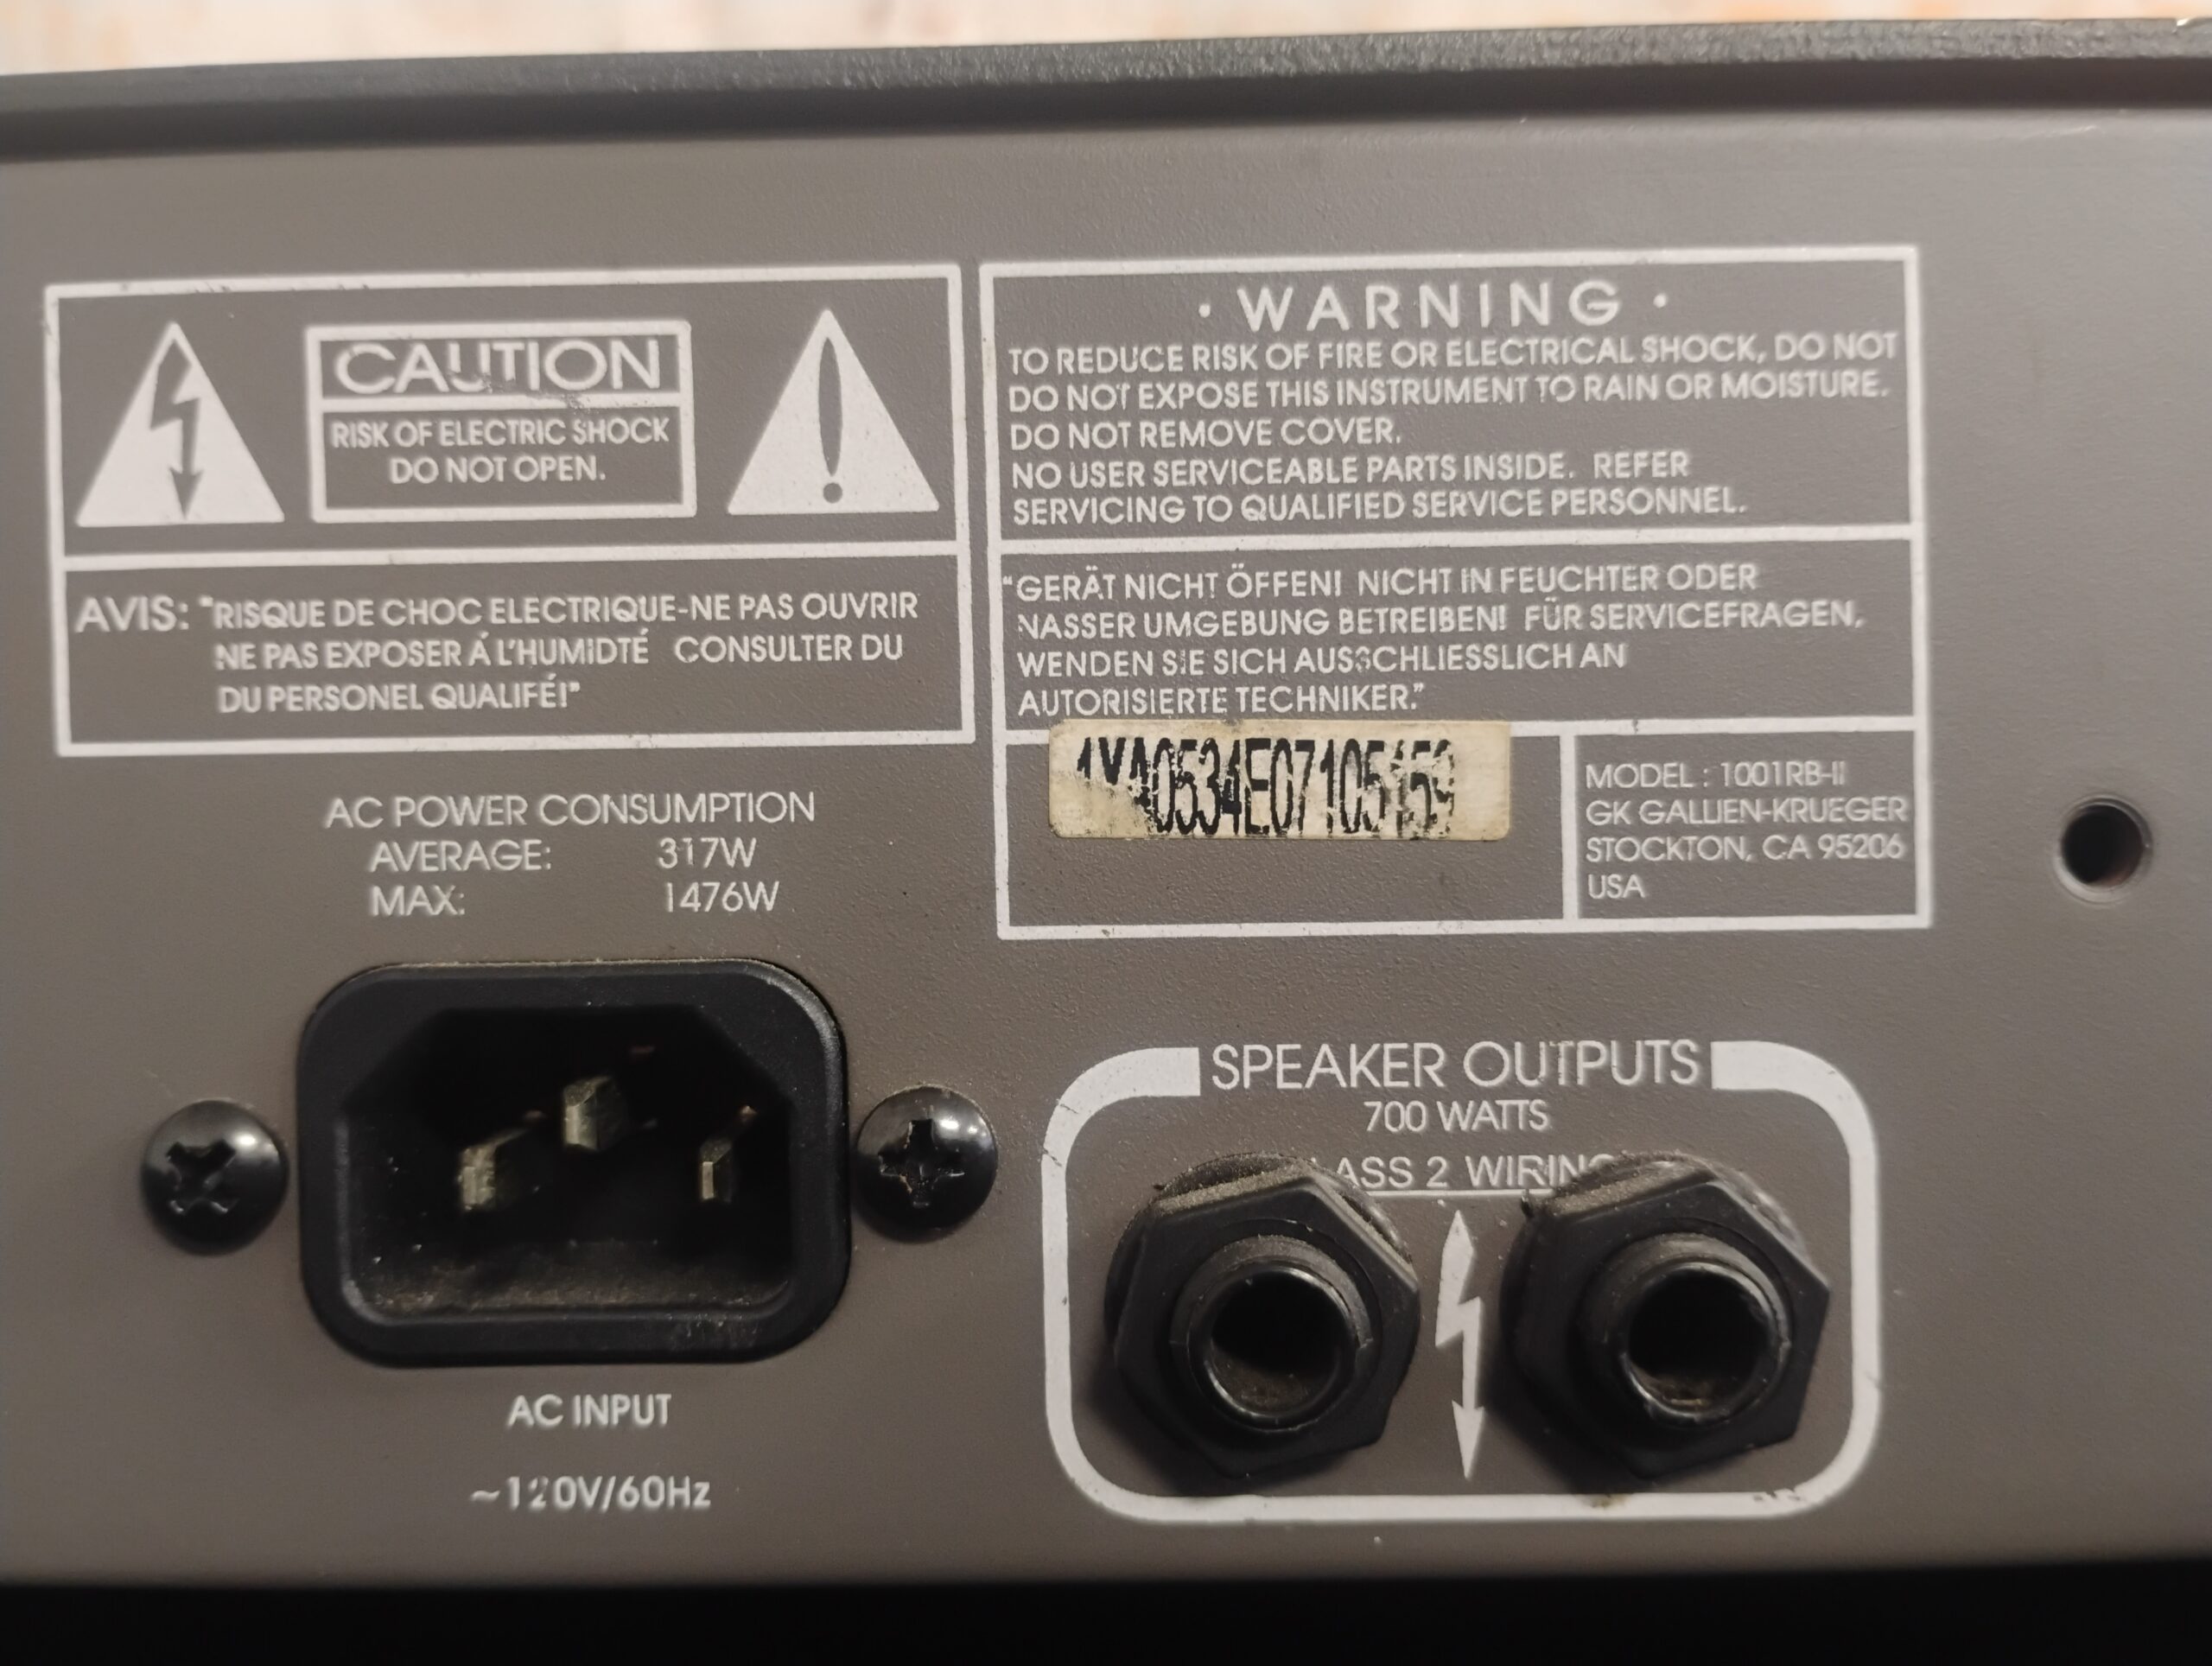 CAUTION
RISK OF ELECTRIC SHOCK
DO NOT OPEN.
AVIS: "RISQUE DE CHOC ELECTRIQUE-NE PAS OUVRIR
NE PAS EXPOSER Á L'HUMIDTÉ CONSULTER DU
DU PERSONEL QUALIFÉ!"
· WARNING ·
TO REDUCE RISK OF FIRE OR ELECTRICAL SHOCK, DO NOT
DO NOT EXPOSE THIS INSTRUMENT TO RAIN OR MOISTURE.
DO NOT REMOVE COVER.
NO USER SERVICEABLE PARTS INSIDE. REFER
SERVICING TO QUALIFIED SERVICE PERSONNEL.
"GERÄT NICHT ÖFFEN! NICHT IN FEUCHTER ODER
NASSER UMGEBUNG BETREIBEN! FÜR SERVICEFRAGEN,
WENDEN SIE SICH AUSSCHLIESSLICH AN
AUTORISIERTE TECHNIKER."
MODEL : 1001RB-II
GK GALLIEN-KRUEGER
STOCKTON, CA 95206
USA
AC POWER CONSUMPTION
AVERAGE: 317W
MAX: 1476W
AC INPUT
~120V/60Hz
SPEAKER OUTPUTS
700 WATTS
LASS 2 WIRING